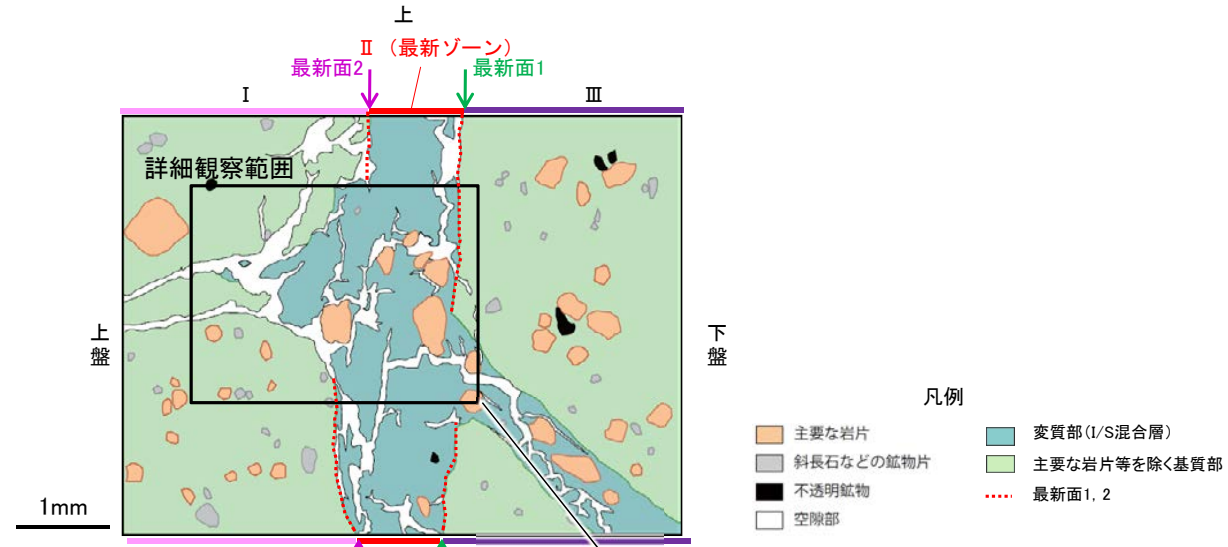 上
Ⅱ（最新ゾーン）
最新面2
最新面1
Ⅰ
Ⅲ
詳細観察範囲
上盤
下盤
1mm
凡例
主要な岩片
斜長石などの鉱物片
不透明鉱物
空隙部
変質部(I/S混合層)
主要な岩片等を除く基質部
最新面1, 2